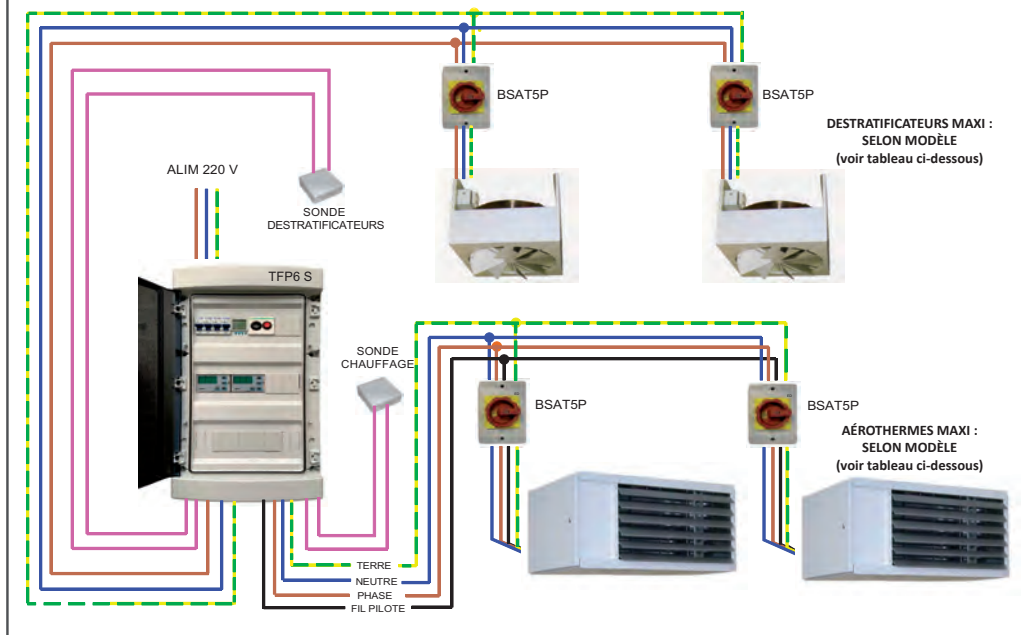 BSAT5P
BSAT5P
DESTRATIFICATEURS MAXI :
SELON MODÈLE
(voir tableau ci-dessous)
ALIM 220 V
SONDE
DESTRATIFICATEURS
TFP6 S
SONDE
CHAUFFAGE
BSAT5P
BSAT5P
AÉROTHERMES MAXI :
SELON MODÈLE
(voir tableau ci-dessous)
TERRE
NEUTRE
PHASE
FIL PILOTE